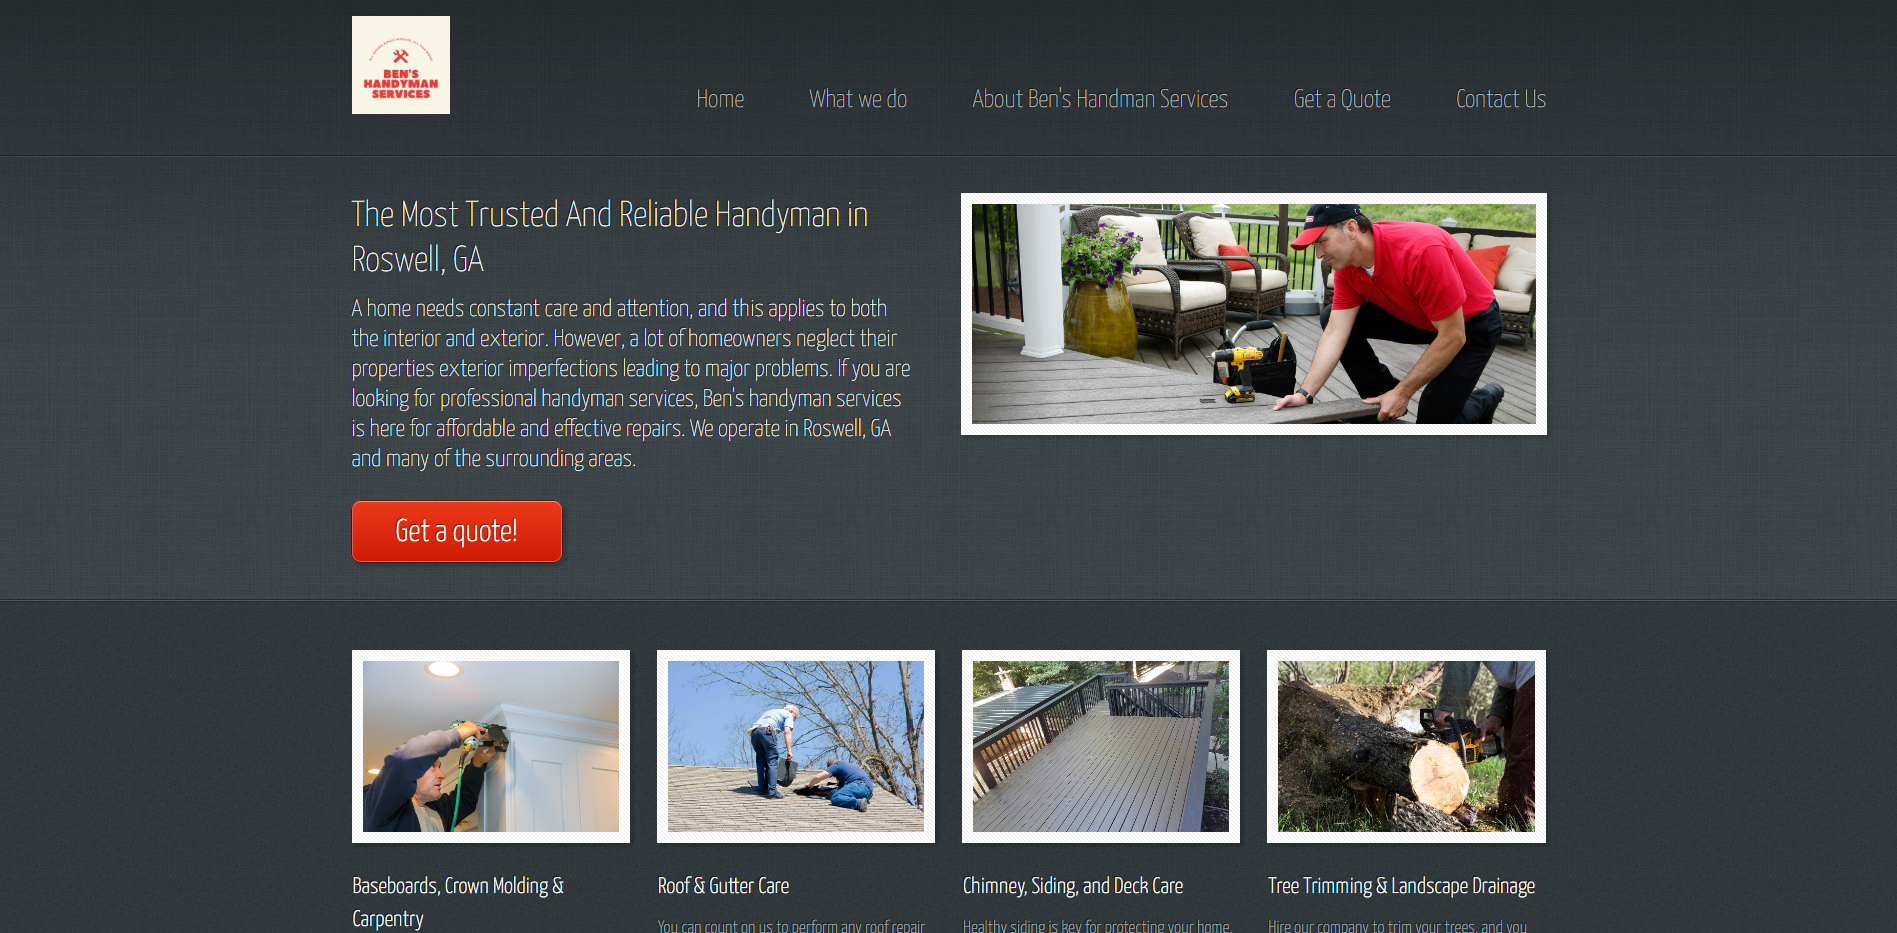 BEN'S
HANDYMAN
SERVICES
Home What we do About Ben's Handman Services Get a Quote Contact Us
The Most Trusted And Reliable Handyman in
Roswell, GA
A home needs constant care and attention, and this applies to both
the interior and exterior. However, a lot of homeowners neglect their
properties exterior imperfections leading to major problems. If you are
looking for professional handyman services, Ben's handyman services
is here for affordable and effective repairs. We operate in Roswell, GA
and many of the surrounding areas.
Get a quote!
Baseboards, Crown Molding &
Carpentry
Roof & Gutter Care
You can count on us to perform any roof repair
Chimney, Siding, and Deck Care
Healthy siding is key for protecting your home.
Tree Trimming & Landscape Drainage
Hire our company to trim your trees, and you